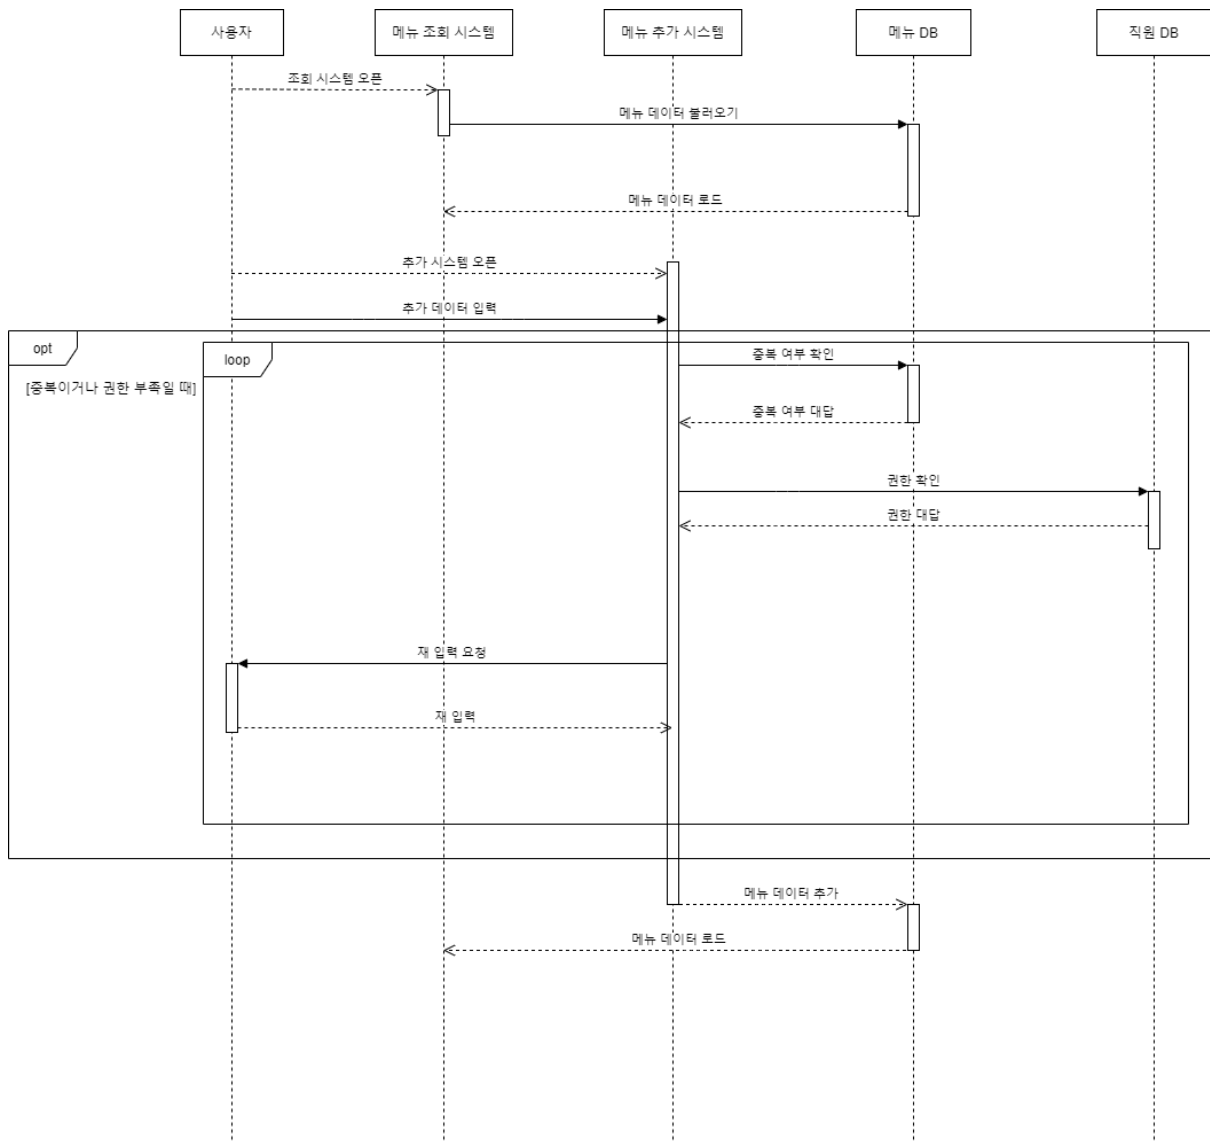 사용자
메뉴 조회 시스템
메뉴 추가 시스템
메뉴 DB
직원 DB
조회 시스템 오픈
메뉴 데이터 불러오기
메뉴 데이터 로드
추가 시스템 오픈
추가 데이터 입력
opt
loop
중복 여부 확인
[중복이거나 권한 부족일 때]
중복 여부 대답
권한 확인
권한 대답
재 입력 요청
재 입력
메뉴 데이터 추가
메뉴 데이터 로드